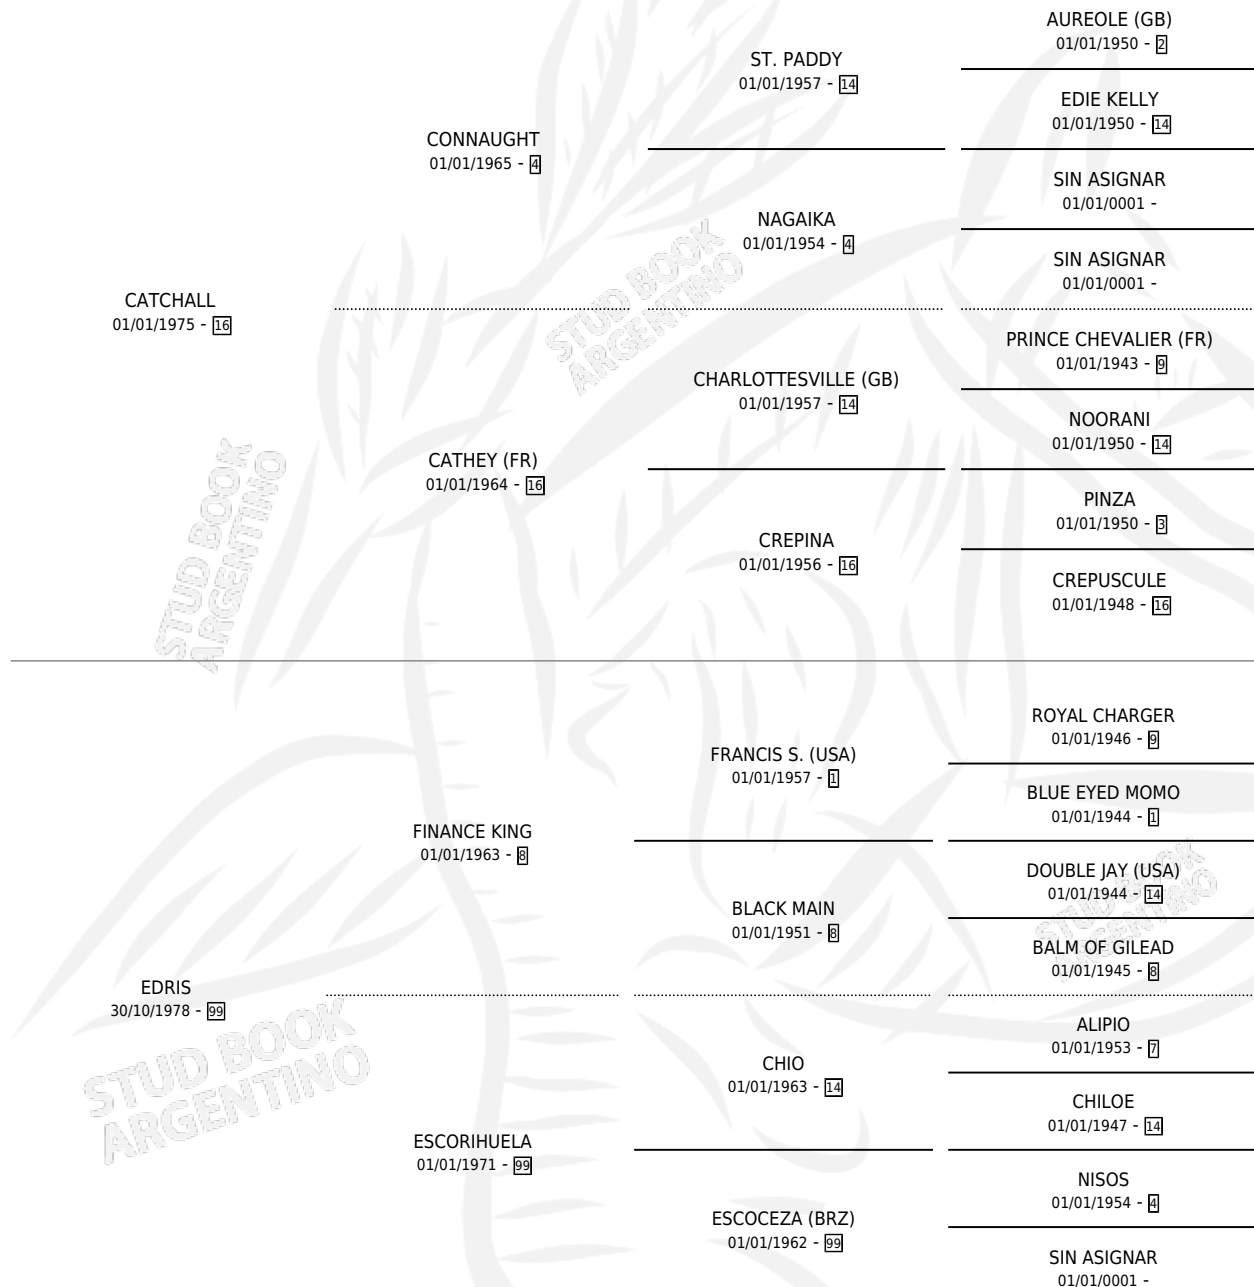 AUREOLE (GB)
01/01/1950 - 2
ST. PADDY
01/01/1957 - 14
EDIE KELLY
01/01/1950 - 14
CONNAUGHT
01/01/1965 - 4
SIN ASIGNAR
01/01/0001 -
NAGAIKA
01/01/1954 - 4
SIN ASIGNAR
01/01/0001 -
CATCHALL
01/01/1975 - 16
PRINCE CHEVALIER (FR)
01/01/1943 - 9
CHARLOTTESVILLE (GB)
01/01/1957 - 14
NOORANI
01/01/1950 - 14
CATHEY (FR)
01/01/1964 - 16
PINZA
01/01/1950 - 3
CREPINA
01/01/1956 - 16
CREPUSCULE
01/01/1948 - 16
ROYAL CHARGER
01/01/1946 - 9
FRANCIS S. (USA)
01/01/1957 - 1
BLUE EYED MOMO
01/01/1944 - 1
FINANCE KING
01/01/1963 - 8
DOUBLE JAY (USA)
01/01/1944 - 14
BLACK MAIN
01/01/1951 - 8
BALM OF GILEAD
01/01/1945 - 8
EDRIS
30/10/1978 - 99
ALIPIO
01/01/1953 - 7
CHIO
01/01/1963 - 14
CHILOE
01/01/1947 - 14
ESCORIHUELA
01/01/1971 - 99
NISOS
01/01/1954 - 4
ESCOCEZA (BRZ)
01/01/1962 - 99
SIN ASIGNAR
01/01/0001 -
STUD BOOK
ARGENTINO
STUD BOOK
ARGENTINO
STUD BOOK
ARGENTINO
STUD BOOK
ARGENTINO